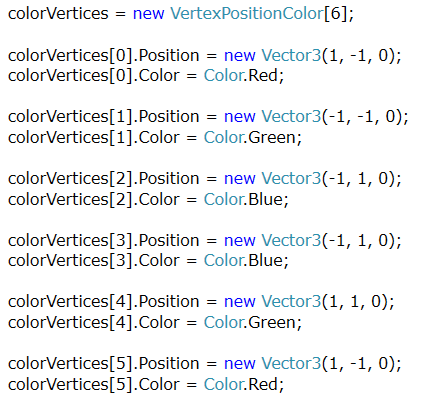 colorVertices = new VertexPositionColor[6];
colorVertices[0].Position = new Vector3(1, -1, 0);
colorVertices[0].Color = Color.Red;
colorVertices[1].Position = new Vector3(-1, -1, 0);
colorVertices[1].Color = Color.Green;
colorVertices[2].Position = new Vector3(-1, 1, 0);
colorVertices[2].Color = Color.Blue;
colorVertices[3].Position = new Vector3(-1, 1, 0);
colorVertices[3].Color = Color.Blue;
colorVertices[4].Position = new Vector3(1, 1, 0);
colorVertices[4].Color = Color.Green;
colorVertices[5].Position = new Vector3(1, -1, 0);
colorVertices[5].Color = Color.Red;